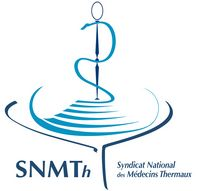 SNMTh
Syndicat National
des Médecins Thermaux